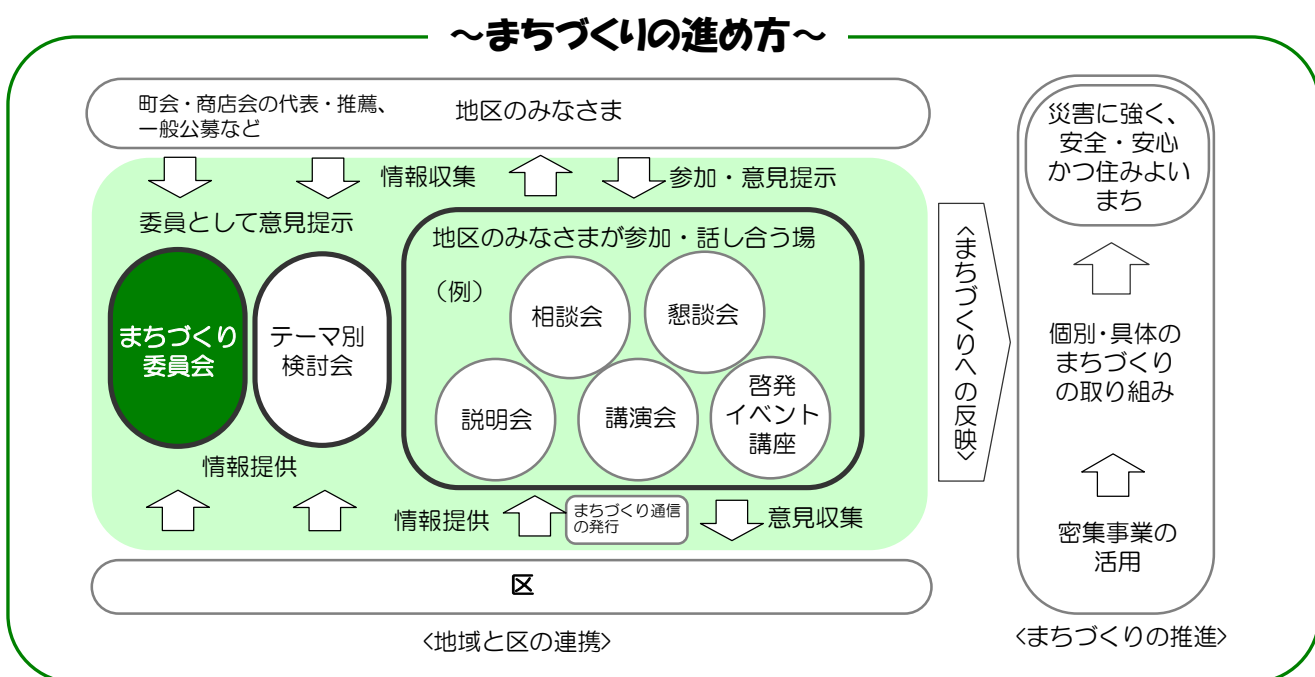 ～まちづくりの進め方～
町会・商店会の代表・推薦、
一般公募など
地区のみなさま
情報収集
参加・意見提示
委員として意見提示
まちづくり
委員会
テーマ別
検討会
地区のみなさまが参加・話し合う場
（例）
相談会
懇談会
説明会
講演会
啓発
イベント
講座
情報提供
情報提供
まちづくり通信
の発行
意見収集
区
〈地域と区の連携〉
〈まちづくりへの反映〉
災害に強く、
安全・安心
かつ住みよい
まち
個別・具体の
まちづくり
の取り組み
密集事業の
活用
〈まちづくりの推進〉